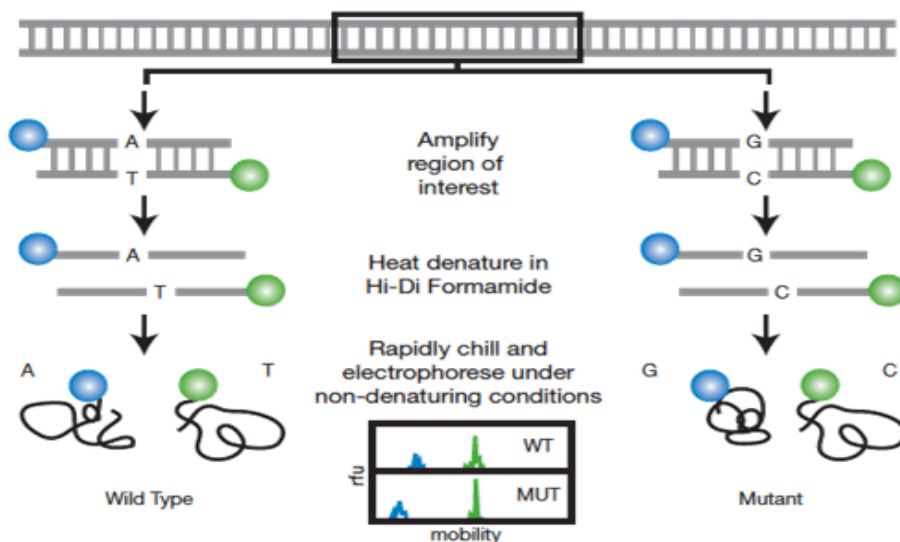 A
T
Amplify
region of
interest
G
C
A
T
Heat denature in
Hi-Di Formamide
G
C
Rapidly chill and
electrophorese under
non-denaturing conditions
A
T
G
C
rfu
WT
MUT
mobility
Wild Type
Mutant